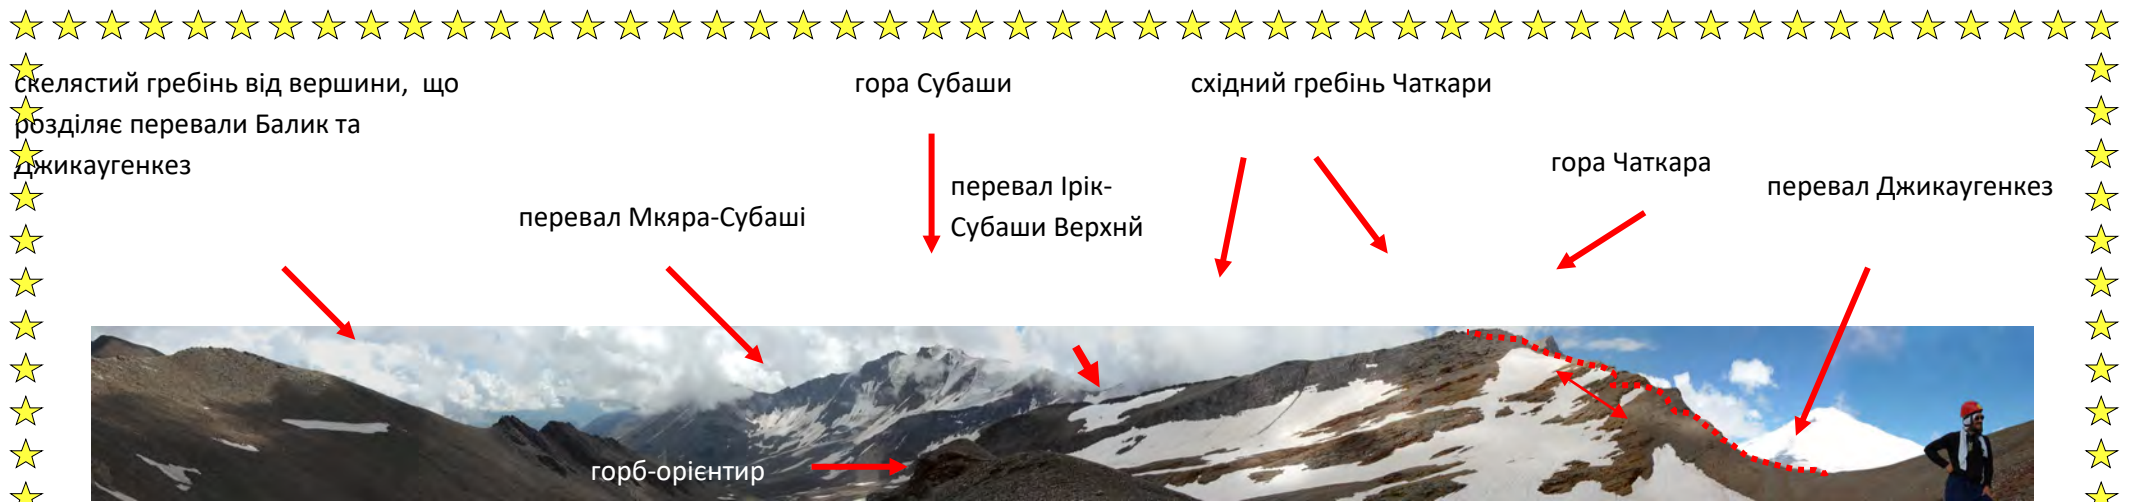 скелястий гребінь від вершини, що
розділяє перевали Балик та
Джикаугенкез
гора Субаши
східний гребінь Чаткари
гора Чаткара
перевал Ірік-
Субаши Верхнй
перевал Джикаугенкез
перевал Мкяра-Субаші
горб-орієнтир